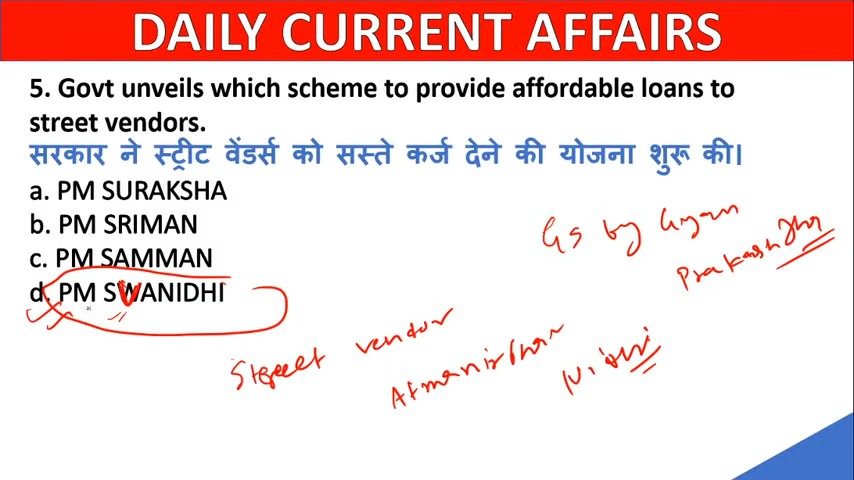 DAILY CURRENT AFFAIRS
5. Govt unveils which scheme to provide affordable loans to
street vendors.
सरकार ने स्ट्रीट वेंडर्स को सस्ते कर्ज देने की योजना शुरू की।
a. PM SURAKSHA
b. PM SRIMAN
c. PM SAMMAN
d. PM SWANIDHI
Gs by Gyan
Prakash
Street vendor
Atmanirbhar
Nidhi